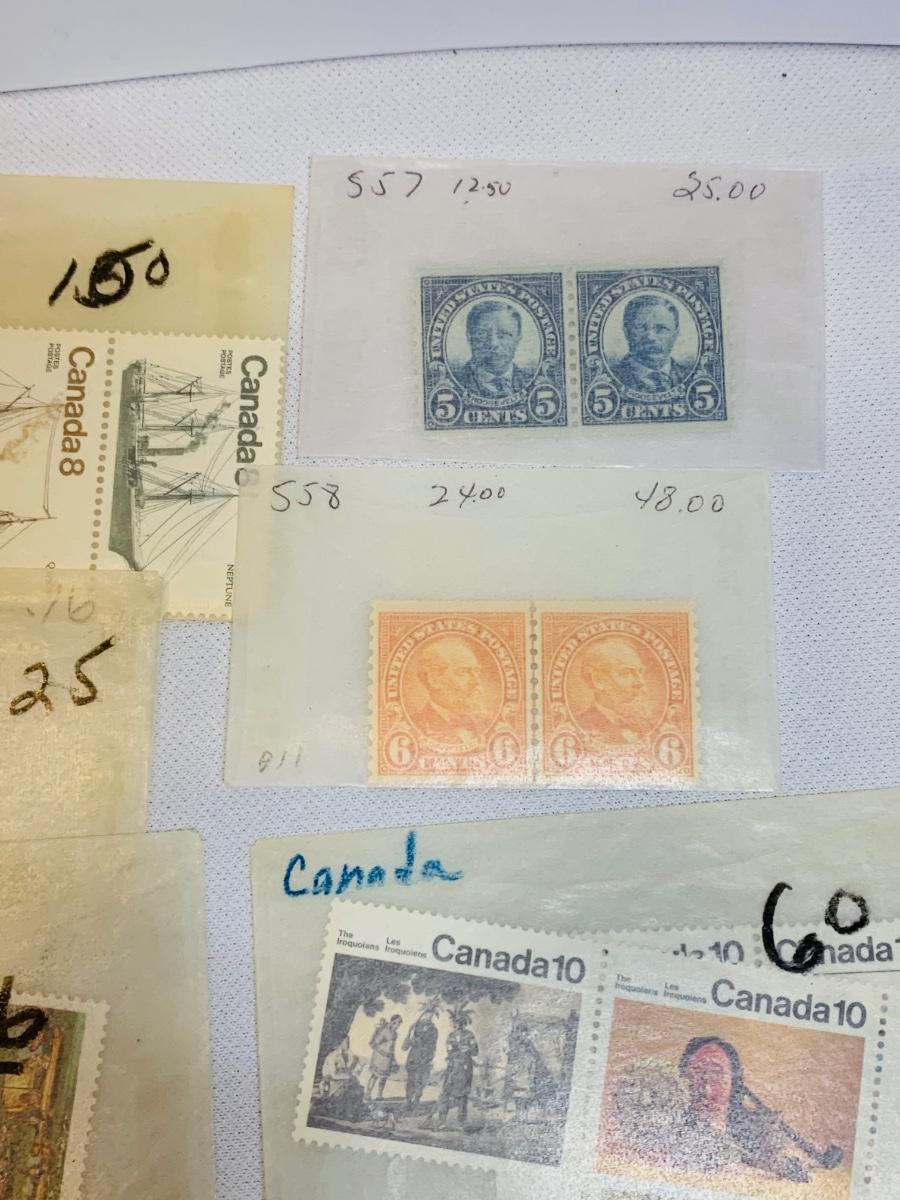 557 12.50 25.00
UNITED STATES POSTAGE
UNITED STATES POSTAGE
5 CENTS 5
5 CENTS 5
POSTES
POSTAGE
Canada 8
POSTES
POSTAGE
Canada 8
NEPTUNE
558 24.00 48.00
UNITED STATES POSTAGE
UNITED STATES POSTAGE
6 CENTS 6
6 CENTS 6
25
Canada
60
The
Iroquoians
Les
Iroquoiens
Canada 10
Canada 10
The
Iroquoians
Les
Iroquoiens
Canada 10